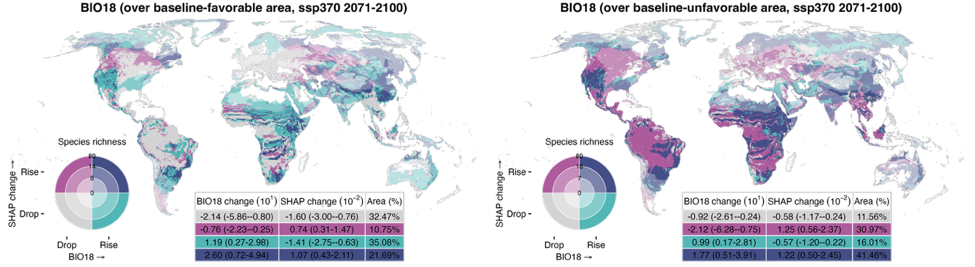 BIO18 (over baseline-favorable area, ssp370 2071-2100)
Species richness
80
14
6
0
SHAP change →
Rise
Drop
Drop
Rise
BIO18 →
BIO18 change (10¹) SHAP change (10⁻²) Area (%)
-2.14 (-5.86--0.80) -1.60 (-3.00--0.76) 32.47%
-0.76 (-2.23--0.25) 0.74 (0.31-1.47) 10.75%
1.19 (0.27-2.98) -1.41 (-2.75--0.63) 35.08%
2.60 (0.72-4.94) 1.07 (0.43-2.11) 21.69%
BIO18 (over baseline-unfavorable area, ssp370 2071-2100)
Species richness
80
0
SHAP change →
Rise
Drop
Drop
Rise
BIO18 →
BIO18 change (10¹) SHAP change (10⁻²) Area (%)
-0.92 (-2.61--0.24) -0.58 (-1.17--0.24) 11.56%
-2.12 (-6.28--0.75) 1.25 (0.56-2.37) 30.97%
0.99 (0.17-2.81) -0.57 (-1.20--0.22) 16.01%
1.77 (0.51-3.91) 1.22 (0.50-2.45) 41.46%